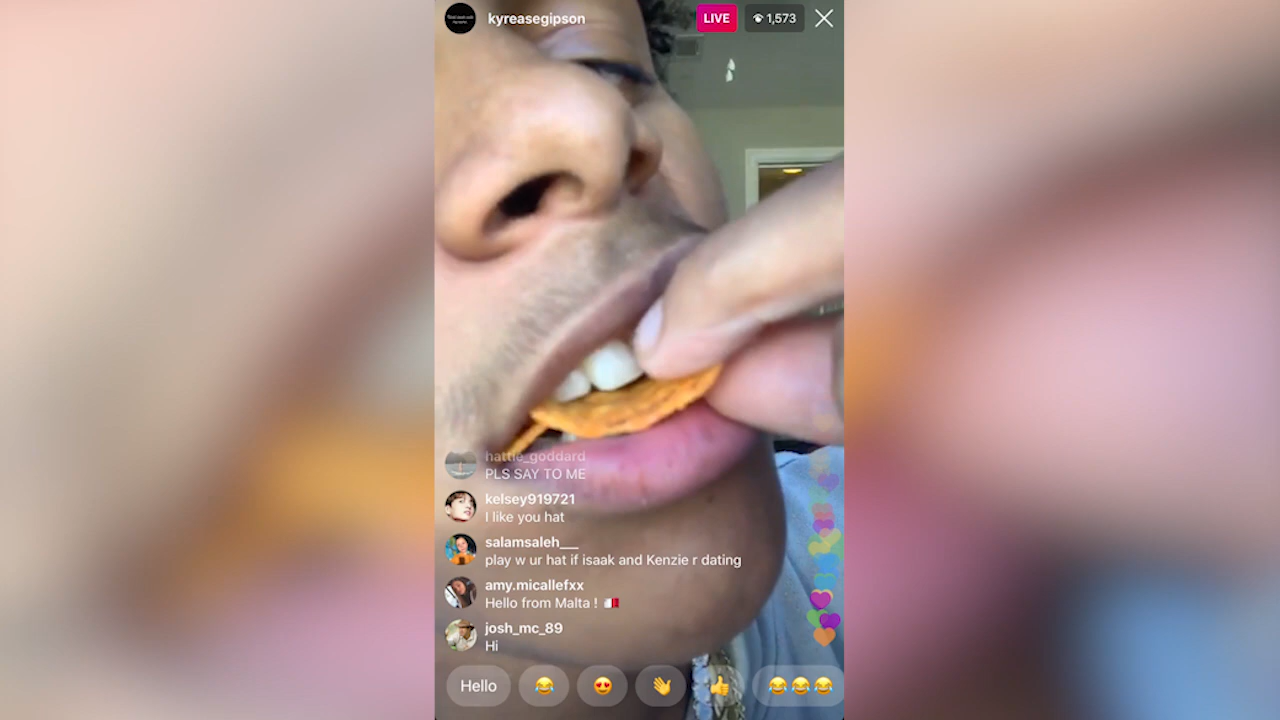 kyreasegipson
LIVE
1,573
hattie_goddard
PLS SAY TO ME
kelsey919721
I like you hat
salamsaleh___
play w ur hat if isaak and Kenzie r dating
amy.micallefxx
Hello from Malta !
josh_mc_89
Hi
Hello